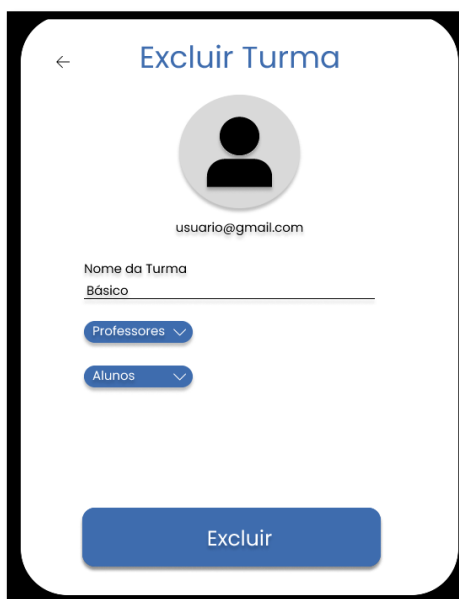 Excluir Turma
usuario@gmail.com
Nome da Turma
Básico
Professores
Alunos
Excluir